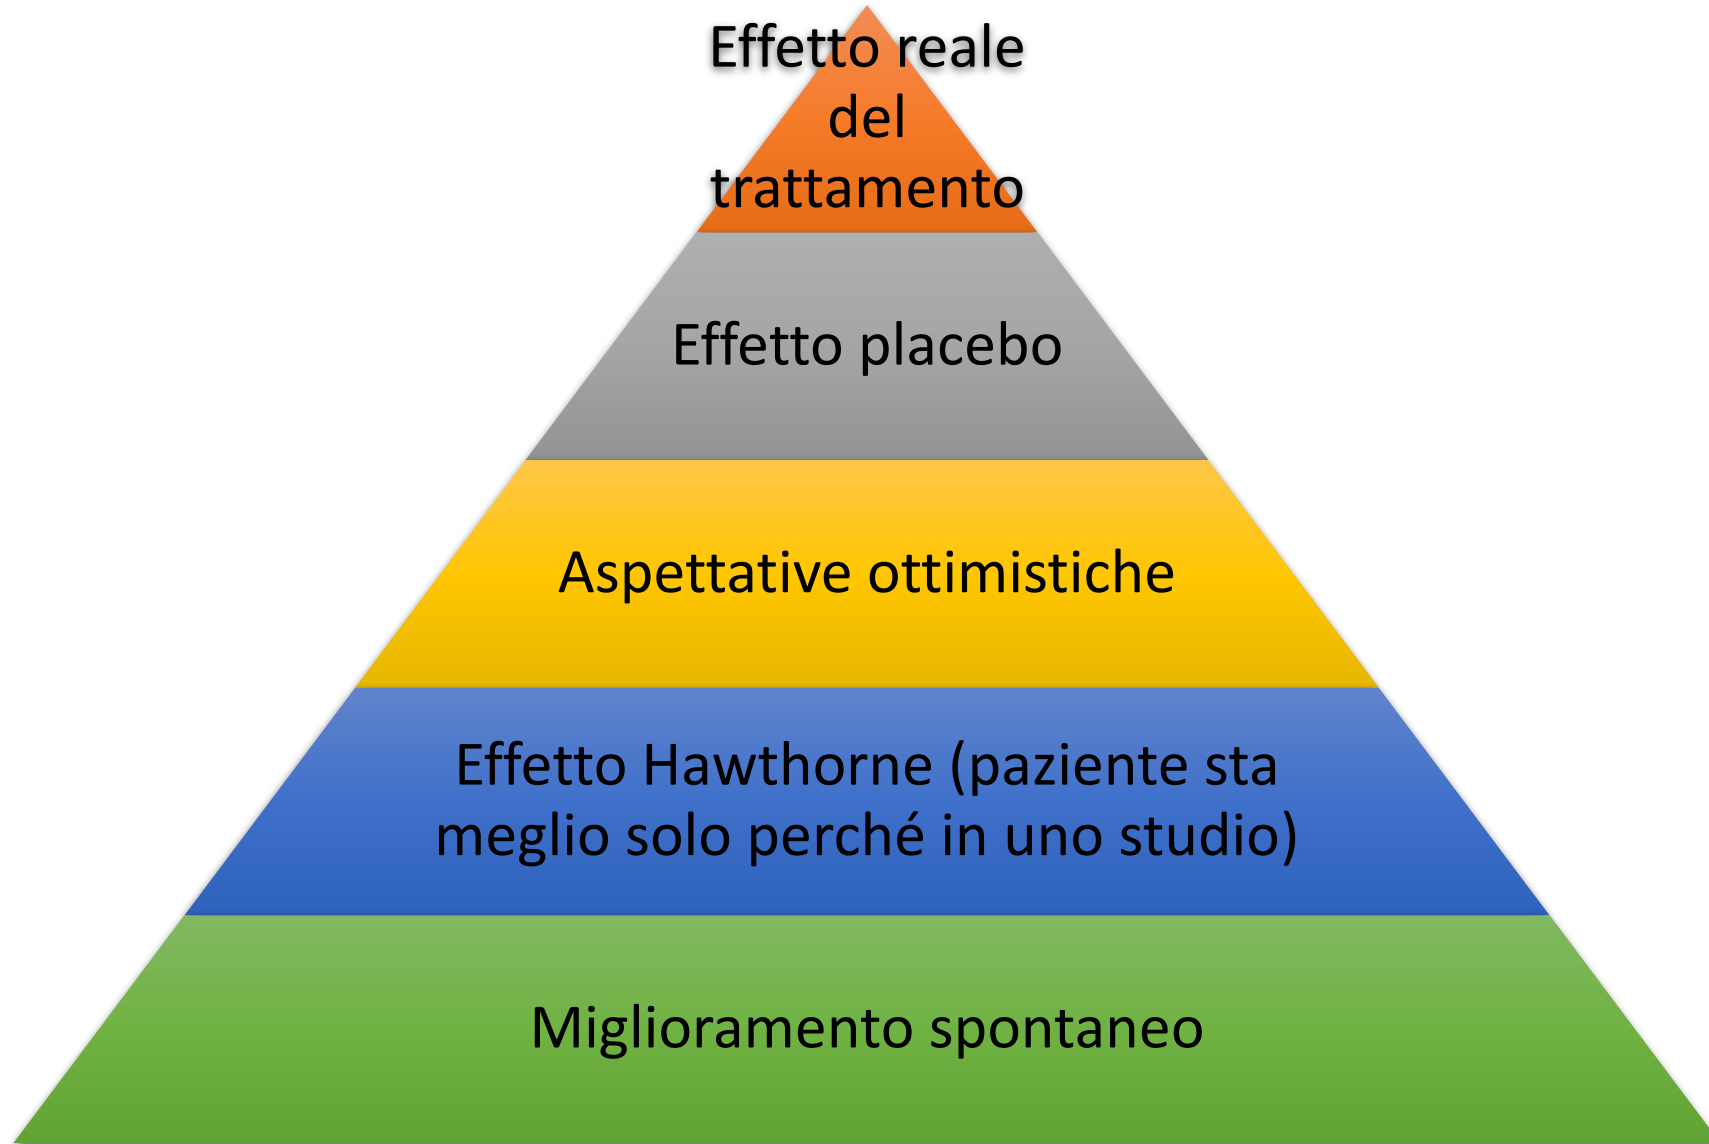 Effetto reale
del
trattamento
Effetto placebo
Aspettative ottimistiche
Effetto Hawthorne (paziente sta
meglio solo perché in uno studio)
Miglioramento spontaneo